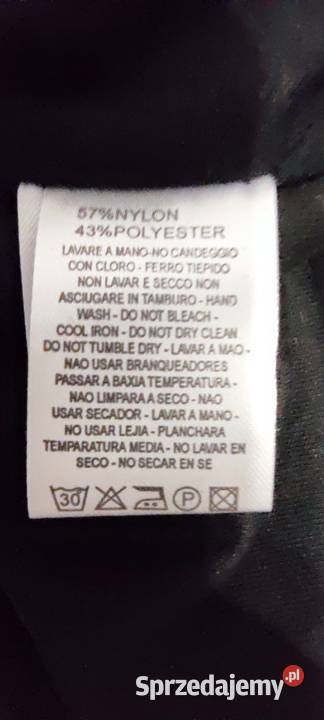 57%NYLON
43%POLYESTER
LAVARE A MANO-NO CANDEGGIO
CON CLORO - FERRO TIEPIDO
NON LAVAR E SECCO NON
ASCIUGARE IN TAMBURO - HAND
WASH - DO NOT BLEACH -
COOL IRON - DO NOT DRY CLEAN
DO NOT TUMBLE DRY - LAVAR A MAO -
NAO USAR BRANQUEADORES
PASSAR A BAXIA TEMPERATURA -
NAO LIMPARA A SECO - NAO
USAR SECADOR - LAVAR A MANO -
NO USAR LEJIA - PLANCHARA
TEMPARATURA MEDIA - NO LAVAR EN
SECO - NO SECAR EN SE
30 P
Sprzedajemy.pl